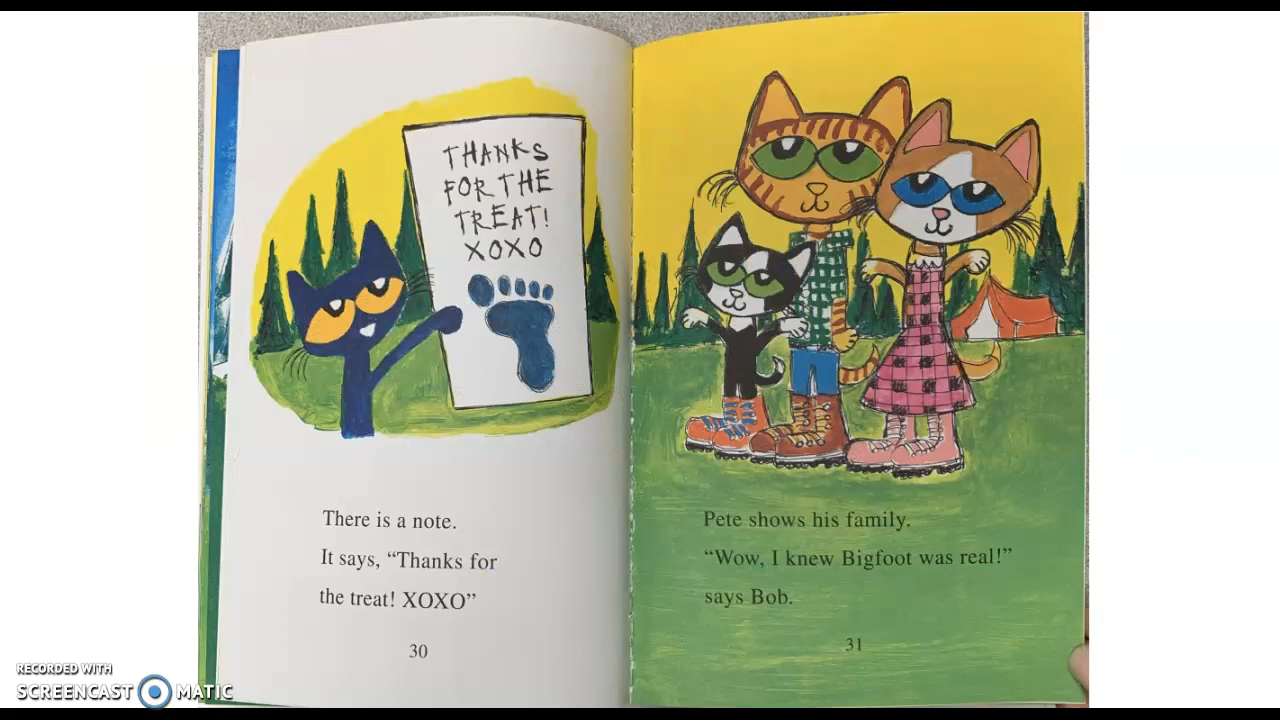 THANKS
FOR THE
TREAT!
XOXO
There is a note.
It says, “Thanks for
the treat! XOXO”
30
Pete shows his family.
“Wow, I knew Bigfoot was real!”
says Bob.
31
RECORDED WITH
SCREENCAST MATIC